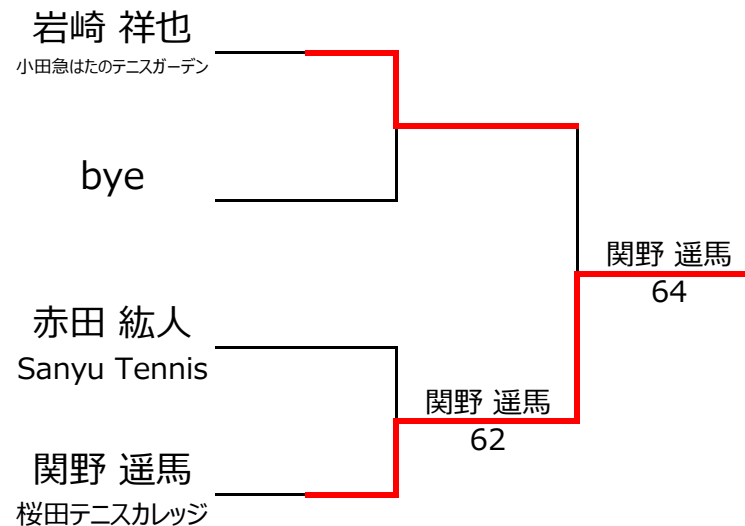 岩崎 祥也
小田急はたのテニスガーデン
bye
赤田 紘人
Sanyu Tennis
関野 遥馬
桜田テニスカレッジ
関野 遥馬
62
関野 遥馬
64